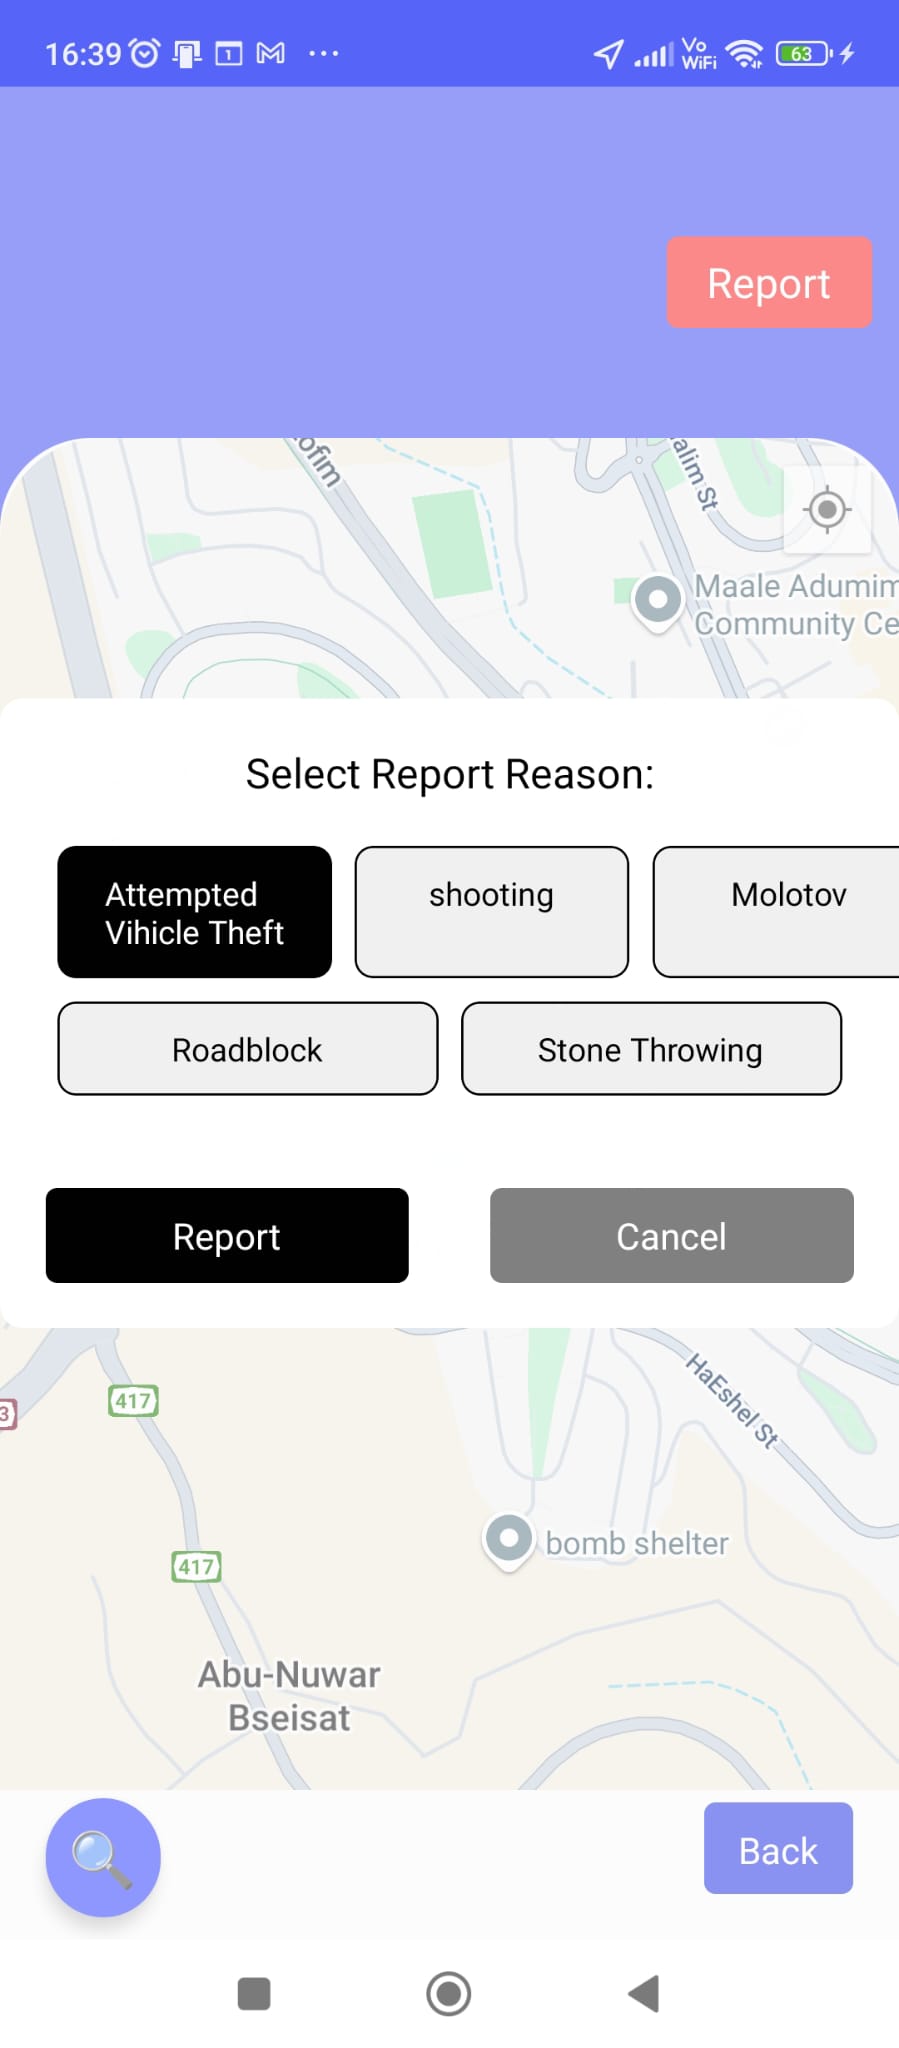 16:39
1
Vo
WiFi
63
Report
ofim
alim St
Maale Adumim
Community Ce
Select Report Reason:
Attempted
Vihicle Theft
shooting
Molotov
Roadblock
Stone Throwing
Report
Cancel
417
3
HaEshel St
bomb shelter
417
Abu-Nuwar
Bseisat
Back